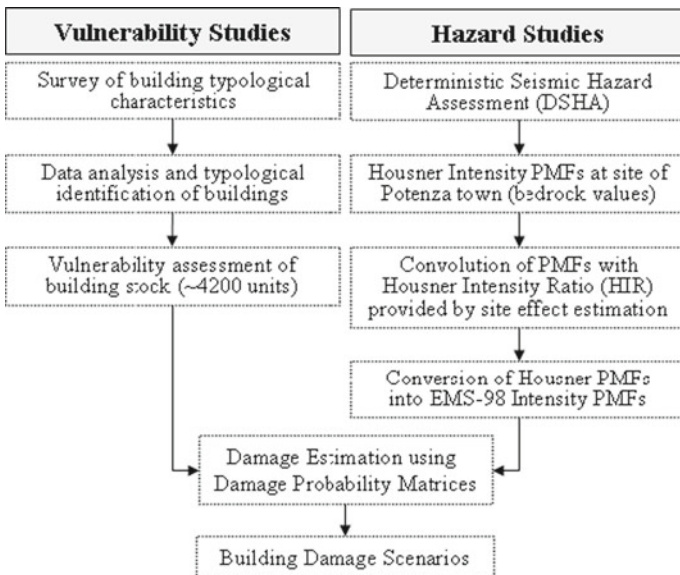 Vulnerability Studies
Survey of building typological
characteristics
Data analysis and typological
identification of buildings
Vulnerability assessment of
building stock (~4200 units)
Hazard Studies
Deterministic Seismic Hazard
Assessment (DSHA)
Housner Intensity PMFs at site of
Potenza town (bedrock values)
Convolution of PMFs with
Housner Intensity Ratio (HIR)
provided by site effect estimation
Conversion of Housner PMFs
into EMS-98 Intensity PMFs
Damage Estimation using
Damage Probability Matrices
Building Damage Scenarios